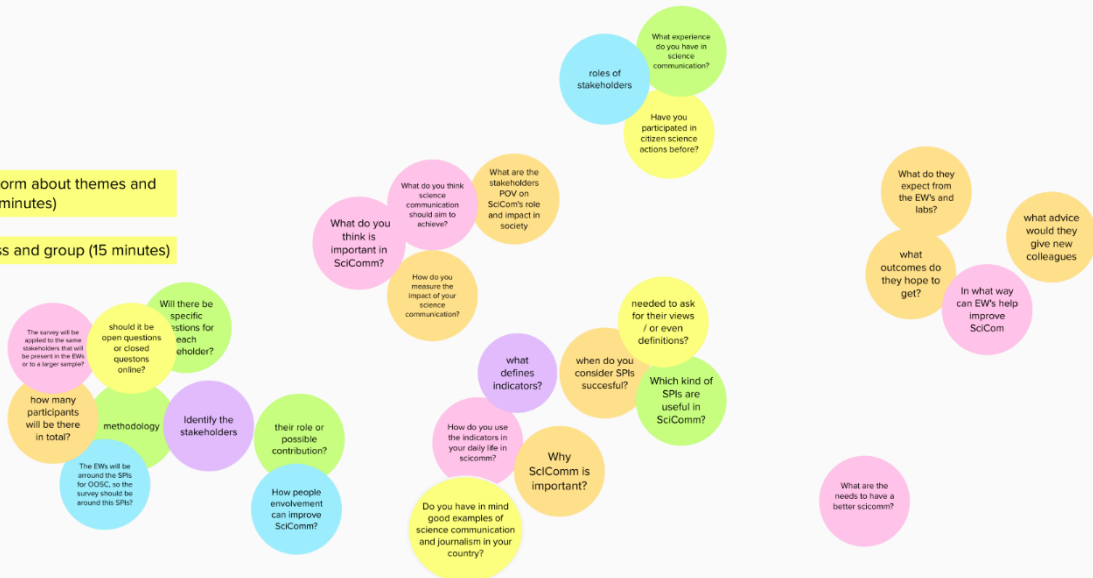 What experience
do you have in
science
communication?
roles of
stakeholders
Have you
participated in
citizen science
actions before?
orm about themes and
minutes)
ss and group (15 minutes)
What do you think
science
communication
should aim to
achieve?
What are the
stakeholders
POV on
SciCom's role
and impact in
society
What do you
think is
important in
SciComm?
How do you
measure the
impact of your
science
communication?
What do they
expect from
the EW's and
labs?
what advice
would they
give new
colleagues
what
outcomes do
they hope to
get?
In what way
can EW's help
improve
SciCom
Will there be
specific
estions for
each
eholder?
The survey will be
applied to the same
stakeholders that will
be present in the EWs
or to a larger sample?
should it be
open questions
or closed
questons
online?
how many
participants
will be there
in total?
methodology
Identify the
stakeholders
The EWs will be
arround the SPIs
for OOSC, so the
survey should be
around this SPIs?
their role or
possible
contribution?
How people
envolvement
can improve
SciComm?
needed to ask
for their views
/ or even
definitions?
what
defines
indicators?
when do you
consider SPIs
succesful?
Which kind of
SPIs are
useful in
SciComm?
How do you use
the indicators in
your daily life in
scicomm?
Why
ScIComm is
important?
Do you have in mind
good examples of
science communication
and journalism in your
country?
What are the
needs to have a
better scicomm?